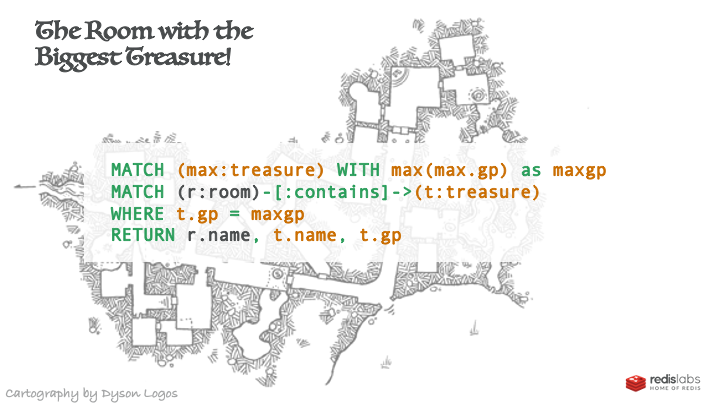 The Room with the
Biggest Treasure!
MATCH (max:treasure) WITH max(max.gp) as maxgp
MATCH (r:room)-[:contains]->(t:treasure)
WHERE t.gp = maxgp
RETURN r.name, t.name, t.gp
Cartography by Dyson Logos
redislabs
HOME OF REDIS